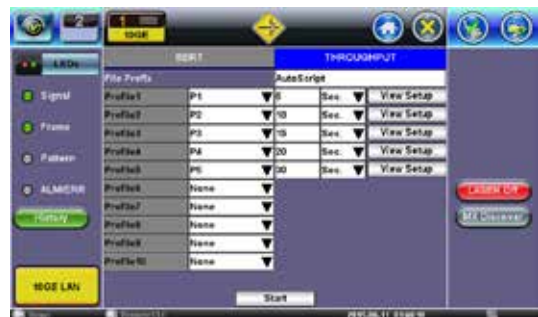 2
1
10GE
LEDs
BERT
THROUGHPUT
File Prefix
AutoScript
Signal
Profile1 P1 Sec. View Setup
Profile2 P2 10 Sec. View Setup
Frame
Profile3 P3 15 Sec. View Setup
Profile4 P4 20 Sec. View Setup
Pattern
Profile5 P5 30 Sec. View Setup
ALM/ERR
Profile6 None
LASER Off
Profile7 None
History
MX Discover
Profile8 None
Profile9 None
Profile10 None
10GE LAN
Start